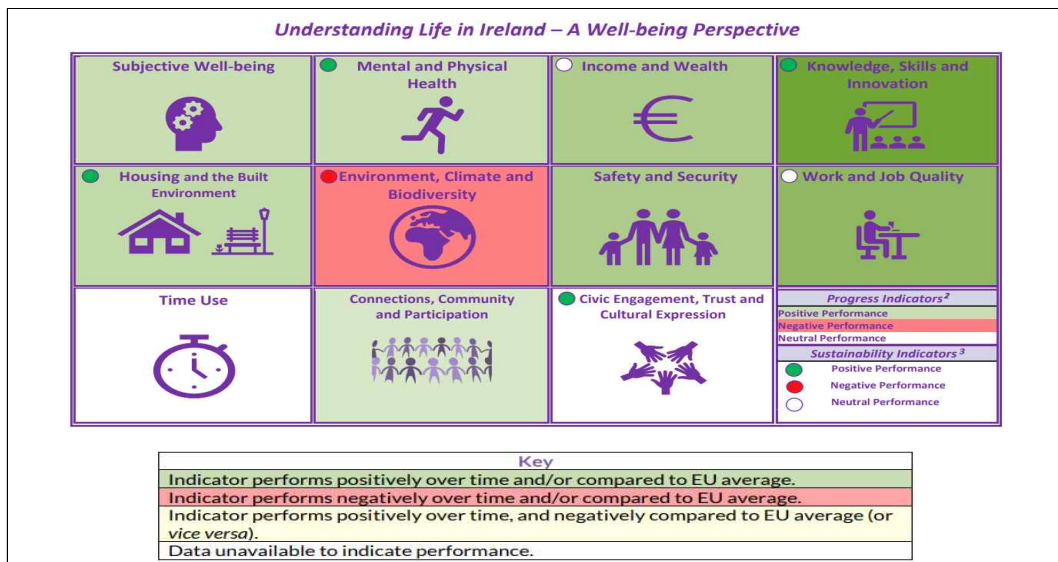 Understanding Life in Ireland – A Well-being Perspective
Subjective Well-being
Mental and Physical
Health
Income and Wealth
Knowledge, Skills and
Innovation
Housing and the Built
Environment
Environment, Climate and
Biodiversity
Safety and Security
Work and Job Quality
Time Use
Connections, Community
and Participation
Civic Engagement, Trust and
Cultural Expression
Progress Indicators²
Positive Performance
Negative Performance
Neutral Performance
Sustainability Indicators³
Positive Performance
Negative Performance
Neutral Performance
Key
Indicator performs positively over time and/or compared to EU average.
Indicator performs negatively over time and/or compared to EU average.
Indicator performs positively over time, and negatively compared to EU average (or
vice versa).
Data unavailable to indicate performance.